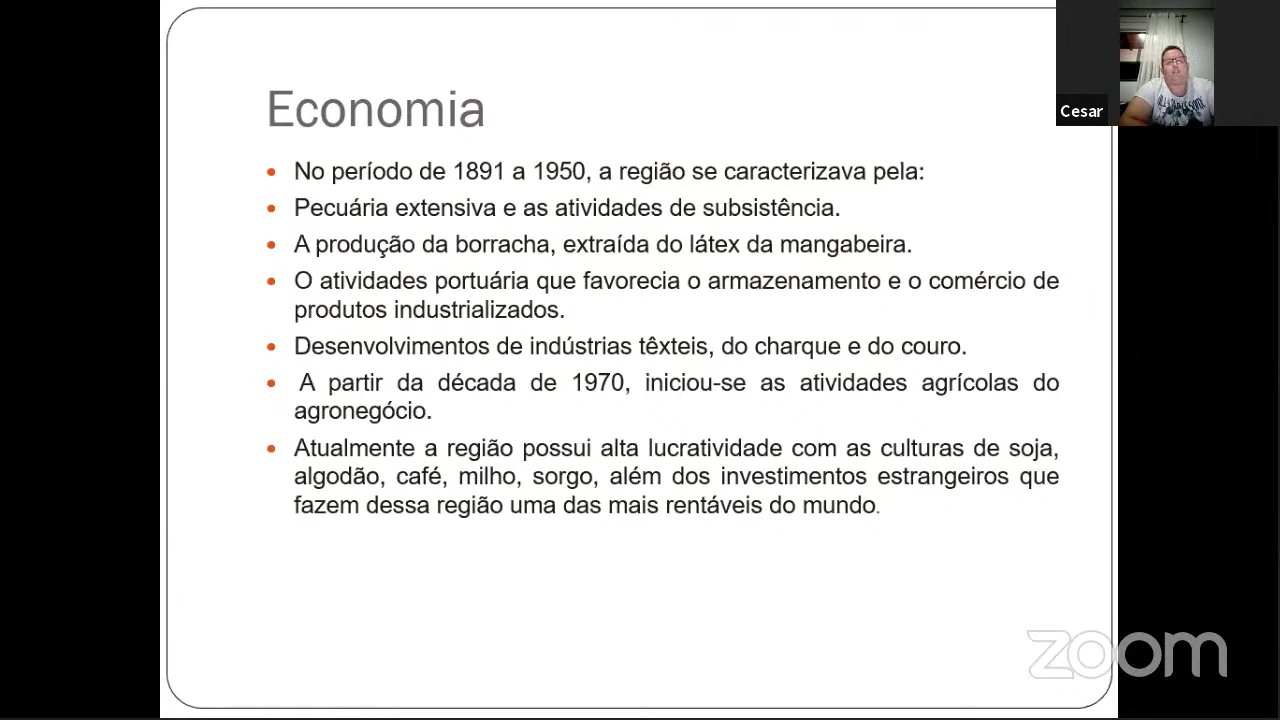 Economia
No período de 1891 a 1950, a região se caracterizava pela:
Pecuária extensiva e as atividades de subsistência.
A produção da borracha, extraída do látex da mangabeira.
O atividades portuária que favorecia o armazenamento e o comércio de
produtos industrializados.
Desenvolvimentos de indústrias têxteis, do charque e do couro.
A partir da década de 1970, iniciou-se as atividades agrícolas do
agronegócio.
Atualmente a região possui alta lucratividade com as culturas de soja,
algodão, café, milho, sorgo, além dos investimentos estrangeiros que
fazem dessa região uma das mais rentáveis do mundo.
Cesar
zoom